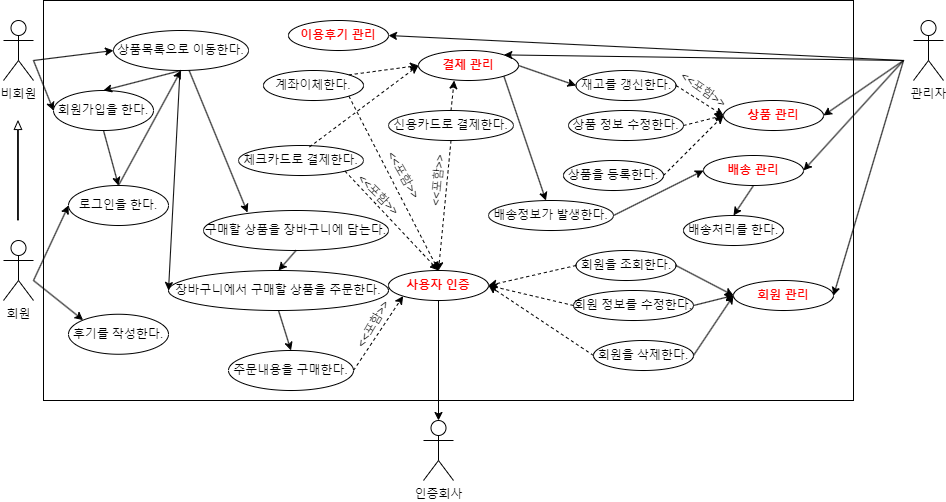 이용후기 관리
상품목록으로 이동한다.
결제 관리
비회원
관리자
계좌이체한다.
재고를 갱신한다.
<<포함>>
회원가입을 한다.
상품 관리
신용카드로 결제한다.
상품 정보 수정한다.
체크카드로 결제한다.
<<포함>>
<<포함>>
<<포함>>
상품을 등록한다.
배송 관리
로그인을 한다.
배송정보가 발생한다.
구매할 상품을 장바구니에 담는다.
배송처리를 한다.
회원을 조회한다.
장바구니에서 구매할 상품을 주문한다.
사용자 인증
회원 관리
회원 정보를 수정한다
회원
<<포함>>
후기를 작성한다.
회원을 삭제한다.
주문내용을 구매한다.
인증회사